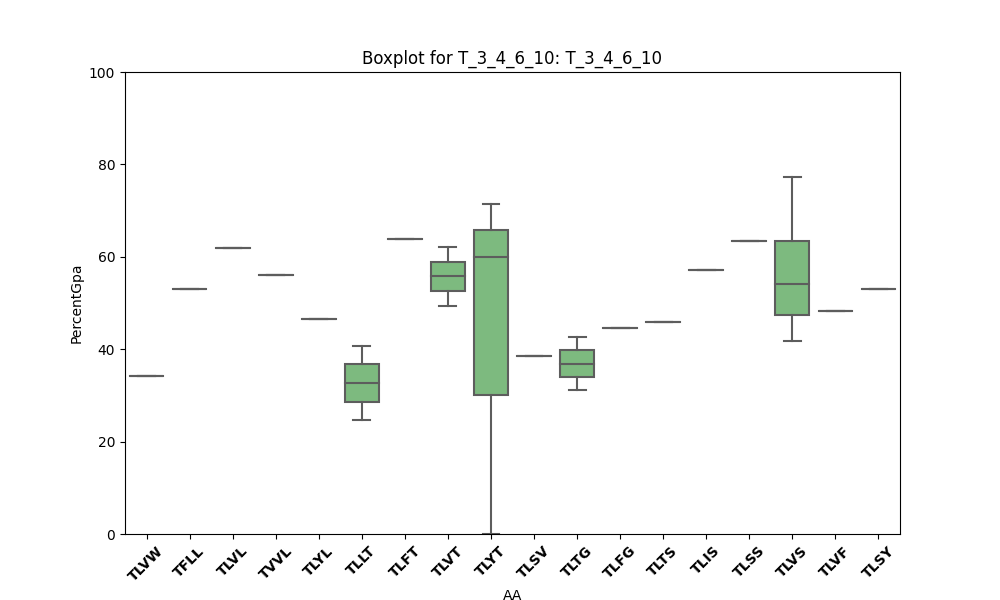 Boxplot for T_3_4_6_10: T_3_4_6_10
100
80
60
40
20
0
PercentGpa
TLVW TFLL TLVL TVVL TLYL TLLT TLFT TLVT TLYT TLSV TLTG TLFG TLTS TLIS TLSS TLVS TLVF TLSY
AA